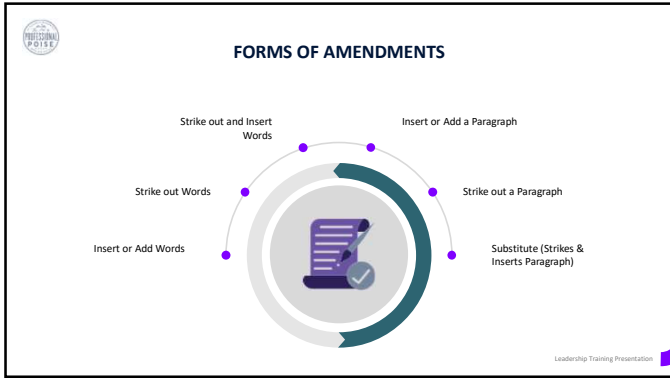 PROFESSIONAL
POISE
FORMS OF AMENDMENTS
Strike out and Insert
Words
Insert or Add a Paragraph
Strike out Words
Strike out a Paragraph
Insert or Add Words
Substitute (Strikes &
Inserts Paragraph)
Leadership Training Presentation